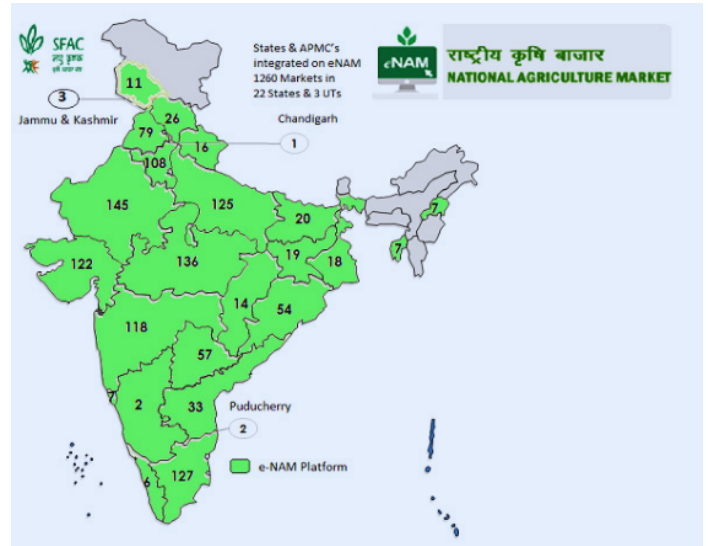 SFAC
लघु कृषक
कृषि व्यापार संघ
States & APMC's
integrated on eNAM
1260 Markets in
22 States & 3 UTs
eNAM
राष्ट्रीय कृषि बाजार
NATIONAL AGRICULTURE MARKET
11
3
Jammu & Kashmir
26
Chandigarh
79
16
1
108
145
125
20
7
122
136
19
18
7
14
54
118
57
7
2
33
Puducherry
2
e-NAM Platform
6
127